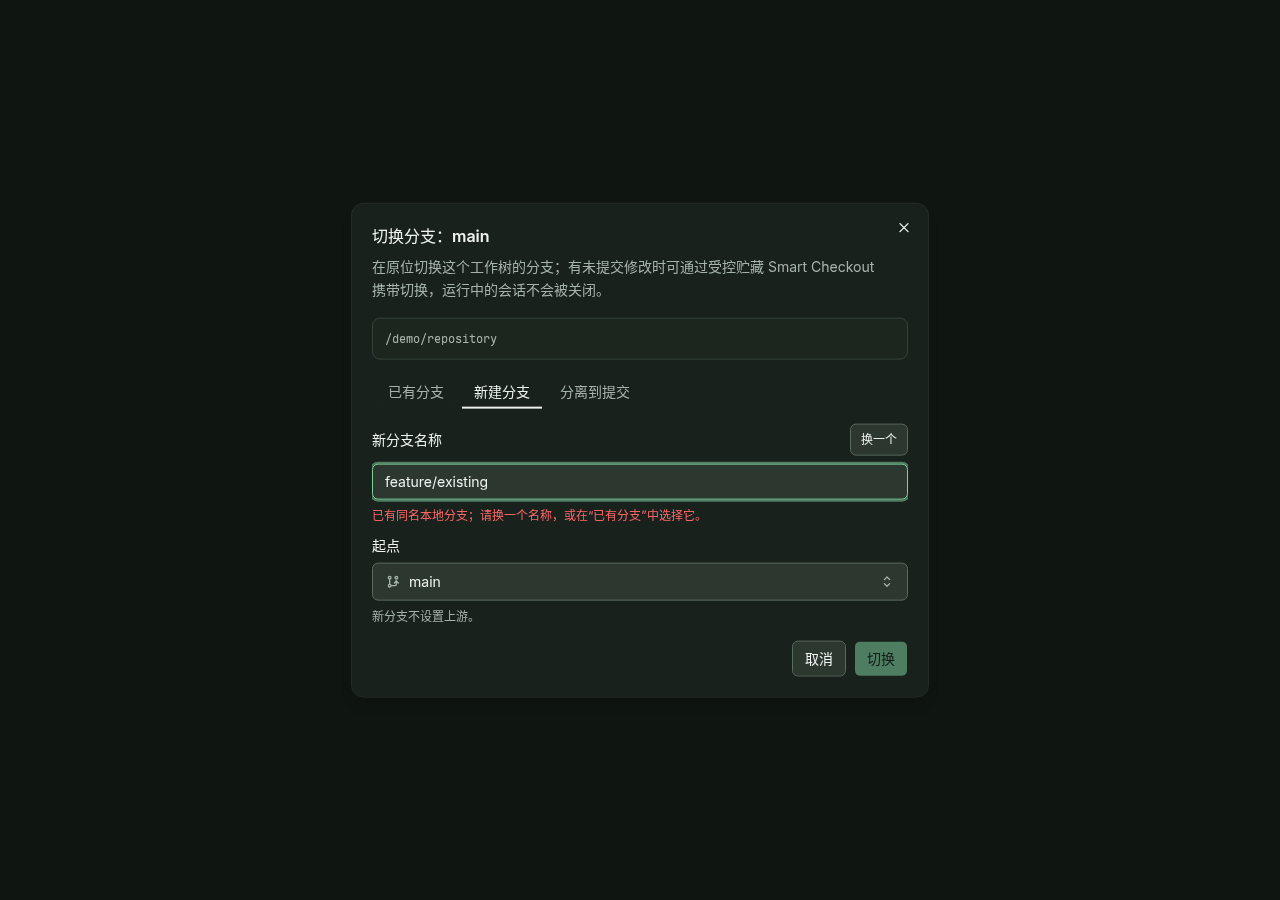 切换分支：main
在原位切换这个工作树的分支；有未提交修改时可通过受控贮藏 Smart Checkout
携带切换，运行中的会话不会被关闭。
/demo/repository
已有分支 新建分支 分离到提交
新分支名称 换一个
feature/existing
已有同名本地分支；请换一个名称，或在“已有分支”中选择它。
起点
main
新分支不设置上游。
取消 切换